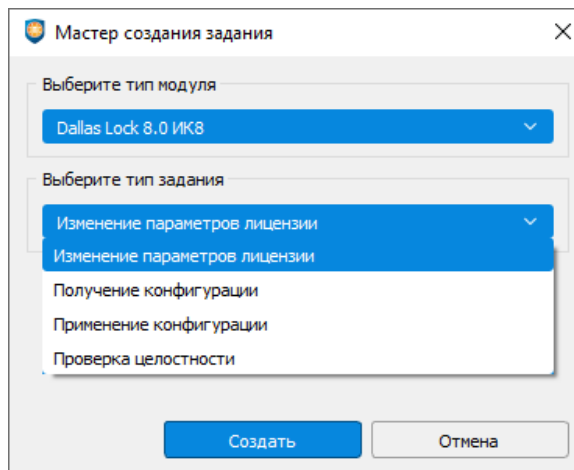 Мастер создания задания
Выберите тип модуля
Dallas Lock 8.0 ИК8
Выберите тип задания
Изменение параметров лицензии
Изменение параметров лицензии
Получение конфигурации
Применение конфигурации
Проверка целостности
Создать
Отмена